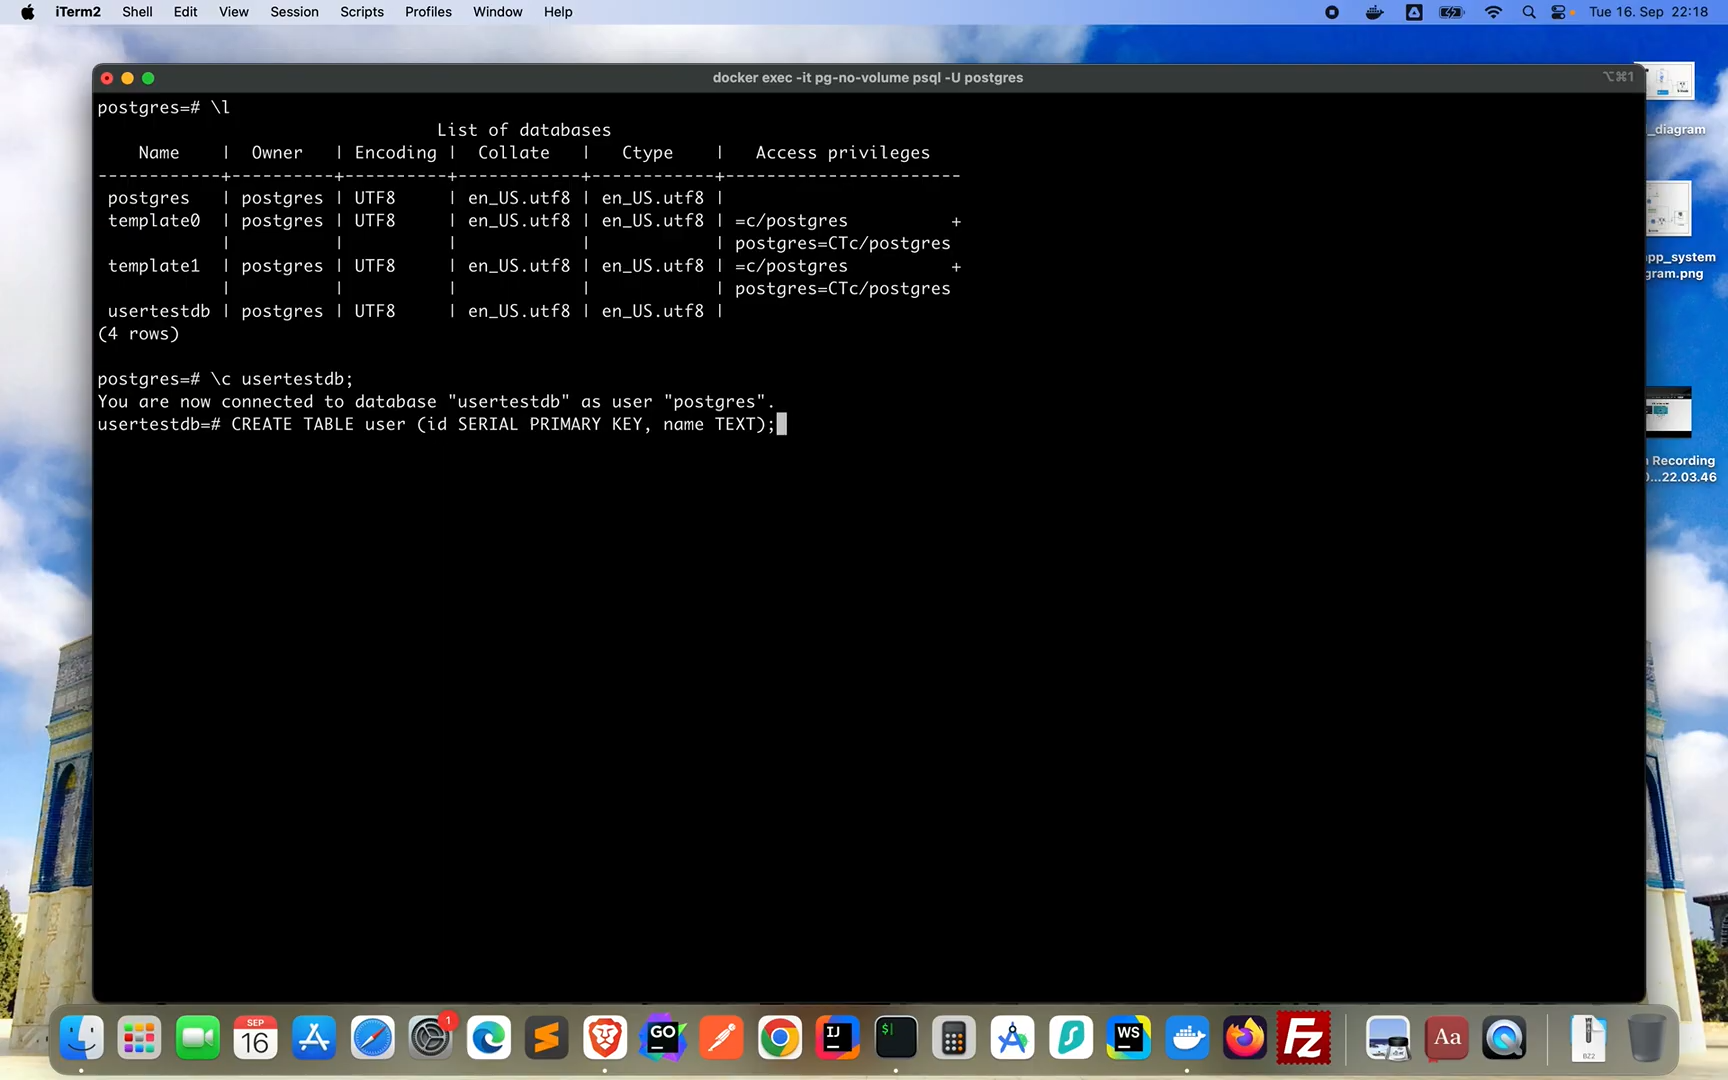 iTerm2 Shell Edit View Session Scripts Profiles Window Help Tue 16. Sep 22:18
docker exec -it pg-no-volume psql -U postgres ⌥⌘1
postgres=# \l
List of databases
Name | Owner | Encoding | Collate | Ctype | Access privileges
------------+----------+----------+------------+------------+-----------------------
postgres | postgres | UTF8 | en_US.utf8 | en_US.utf8 |
template0 | postgres | UTF8 | en_US.utf8 | en_US.utf8 | =c/postgres +
| | | | | postgres=CTc/postgres
template1 | postgres | UTF8 | en_US.utf8 | en_US.utf8 | =c/postgres +
| | | | | postgres=CTc/postgres
usertestdb | postgres | UTF8 | en_US.utf8 | en_US.utf8 |
(4 rows)
postgres=# \c usertestdb;
You are now connected to database "usertestdb" as user "postgres".
usertestdb=# CREATE TABLE user (id SERIAL PRIMARY KEY, name TEXT);
_diagram
pp_system
gram.png
Recording
...22.03.46
SEP
16
1
GO
IJ
$
WS
Fz
Aa
BZ2